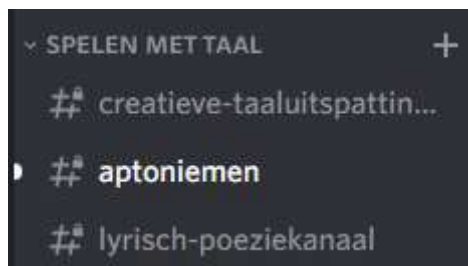 SPELEN MET TAAL
creatieve-taaluitspattin...
aptoniemen
lyrisch-poeziekanaal